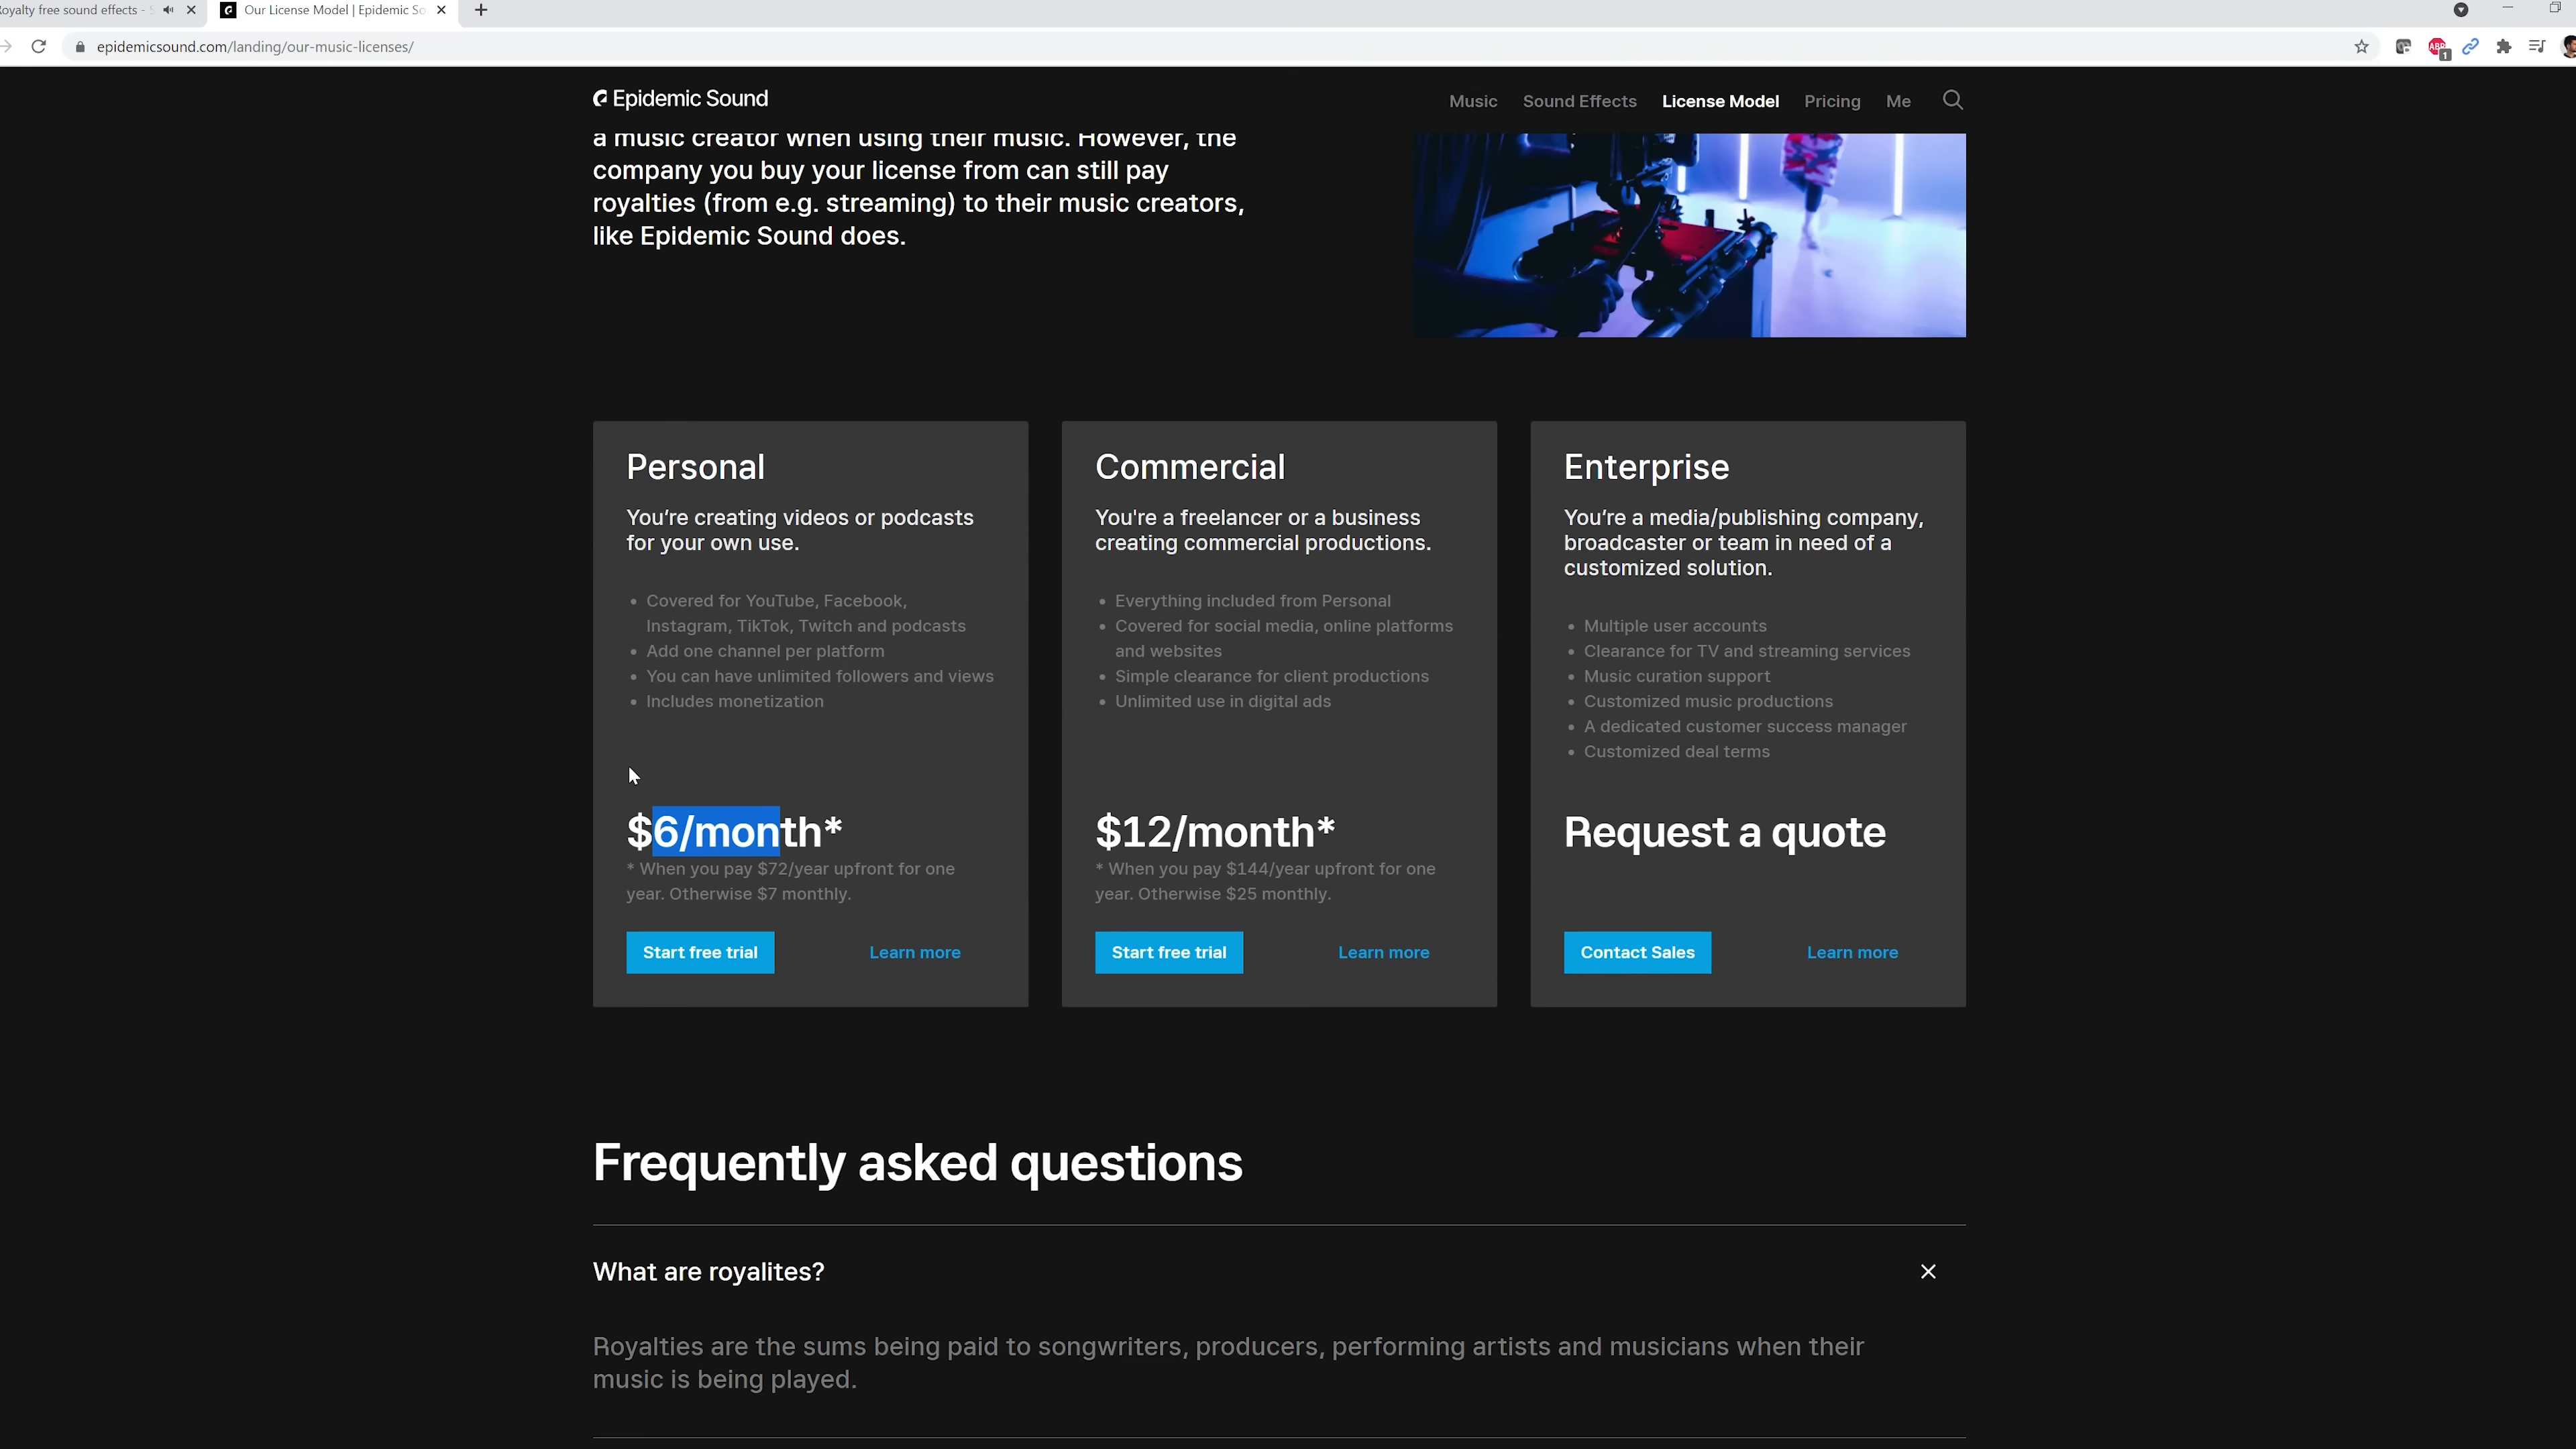 oyalty free sound effects -
Our License Model | Epidemic So
epidemicsound.com/landing/our-music-licenses/
ABP
1
Epidemic Sound
Music
Sound Effects
License Model
Pricing
Me
a music creator when using their music. However, the
company you buy your license from can still pay
royalties (from e.g. streaming) to their music creators,
like Epidemic Sound does.
Personal
You’re creating videos or podcasts
for your own use.
• Covered for YouTube, Facebook,
Instagram, TikTok, Twitch and podcasts
• Add one channel per platform
• You can have unlimited followers and views
• Includes monetization
$6/month*
* When you pay $72/year upfront for one
year. Otherwise $7 monthly.
Start free trial
Learn more
Commercial
You're a freelancer or a business
creating commercial productions.
• Everything included from Personal
• Covered for social media, online platforms
and websites
• Simple clearance for client productions
• Unlimited use in digital ads
$12/month*
* When you pay $144/year upfront for one
year. Otherwise $25 monthly.
Start free trial
Learn more
Enterprise
You’re a media/publishing company,
broadcaster or team in need of a
customized solution.
• Multiple user accounts
• Clearance for TV and streaming services
• Music curation support
• Customized music productions
• A dedicated customer success manager
• Customized deal terms
Request a quote
Contact Sales
Learn more
Frequently asked questions
What are royalites?
Royalties are the sums being paid to songwriters, producers, performing artists and musicians when their
music is being played.